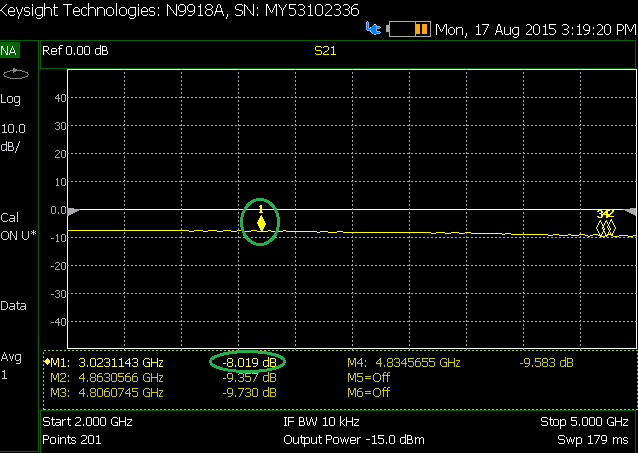 Keysight Technologies: N9918A, SN: MY53102336
Mon, 17 Aug 2015 3:19:20 PM
NA
Ref 0.00 dB
S21
Log
10.0
dB/
Cal
ON U*
Data
Avg
1
40
30
20
10
0.0
-10
-20
-30
-40
1
342
M1: 3.0231143 GHz -8.019 dB M4: 4.8345655 GHz -9.583 dB
M2: 4.8630566 GHz -9.357 dB M5=Off
M3: 4.8060745 GHz -9.730 dB M6=Off
Start 2.000 GHz IF BW 10 kHz Stop 5.000 GHz
Points 201 Output Power -15.0 dBm Swp 179 ms